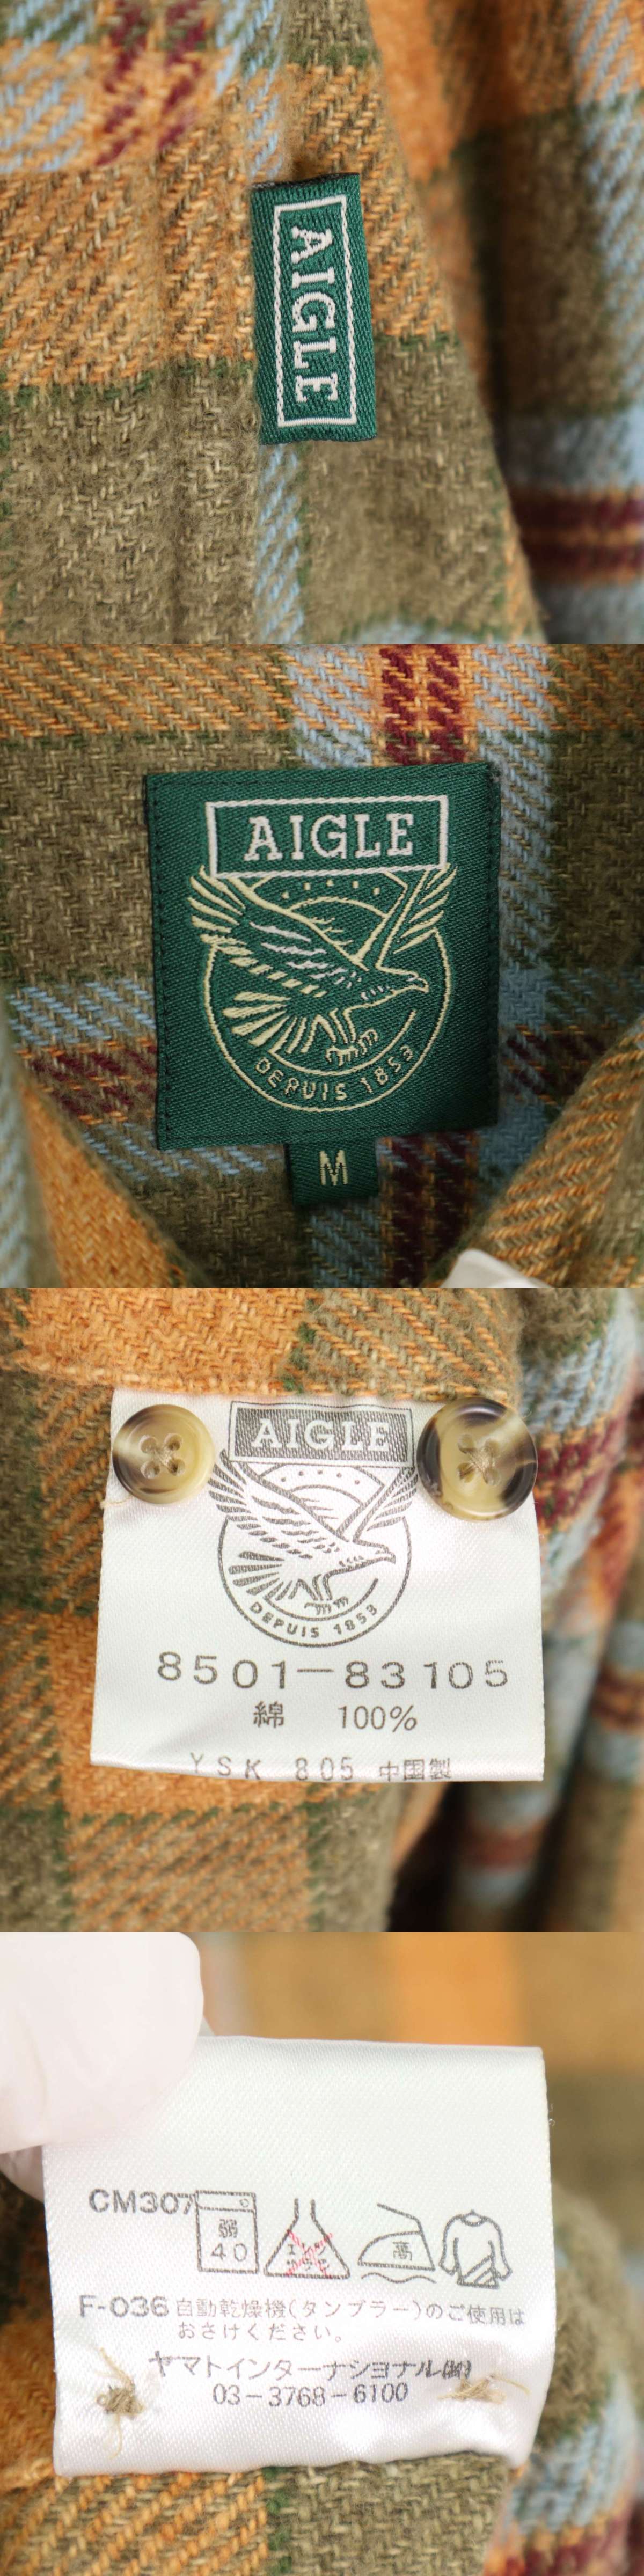 AIGLE
AIGLE
DEPUIS 1853
M
AIGLE
DEPUIS 1853
8501-83105
綿 100%
YSK 805 中国製
CM307
弱
40
高
F-036 自動乾燥機(タンブラー)のご使用は
おさけください。
ヤマトインターナショナル㈱
03-3768-6100